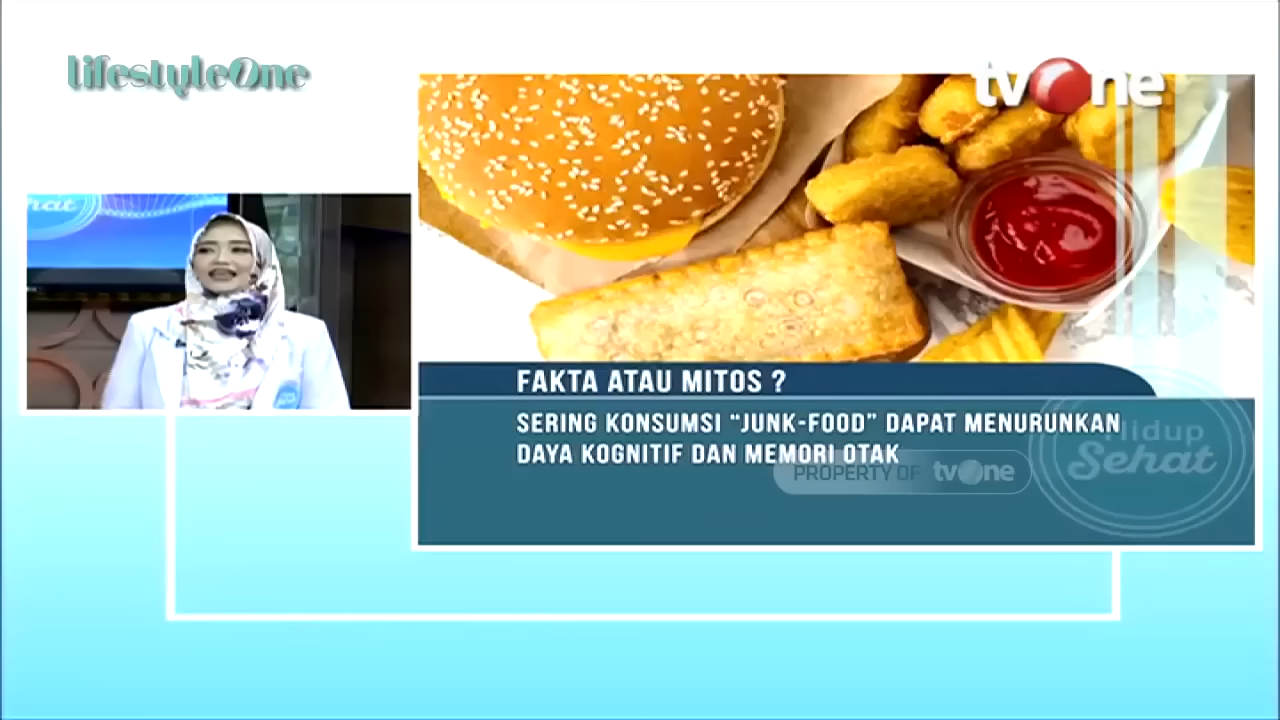 lifestyleOne
tvOne
hat
FAKTA ATAU MITOS ?
SERING KONSUMSI “JUNK-FOOD” DAPAT MENURUNKAN
DAYA KOGNITIF DAN MEMORI OTAK
Hidup
Sehat
PROPERTY OF tvOne